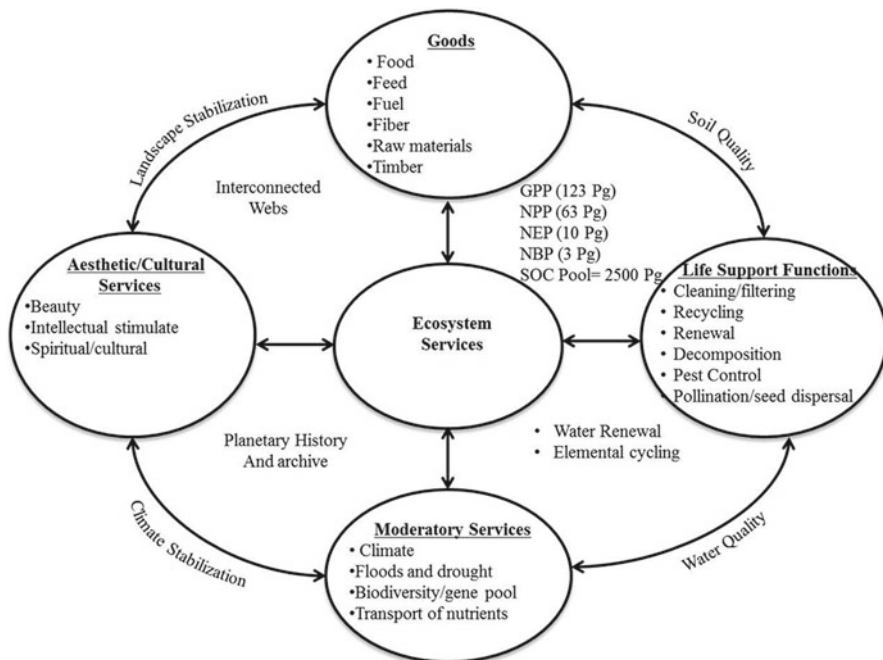 Goods
• Food
•Feed
•Fuel
•Fiber
•Raw materials
•Timber
Landscape Stabilization
Soil Quality
Interconnected
Webs
GPP (123 Pg)
NPP (63 Pg)
NEP (10 Pg)
NBP (3 Pg)
SOC Pool= 2500 Pg
Aesthetic/Cultural
Services
•Beauty
•Intellectual stimulate
•Spiritual/cultural
Ecosystem
Services
Life Support Functions
• Cleaning/filtering
• Recycling
• Renewal
• Decomposition
• Pest Control
• Pollination/seed dispersal
Planetary History
And archive
• Water Renewal
• Elemental cycling
Climate Stabilization
Water Quality
Moderatory Services
• Climate
•Floods and drought
•Biodiversity/gene pool
•Transport of nutrients